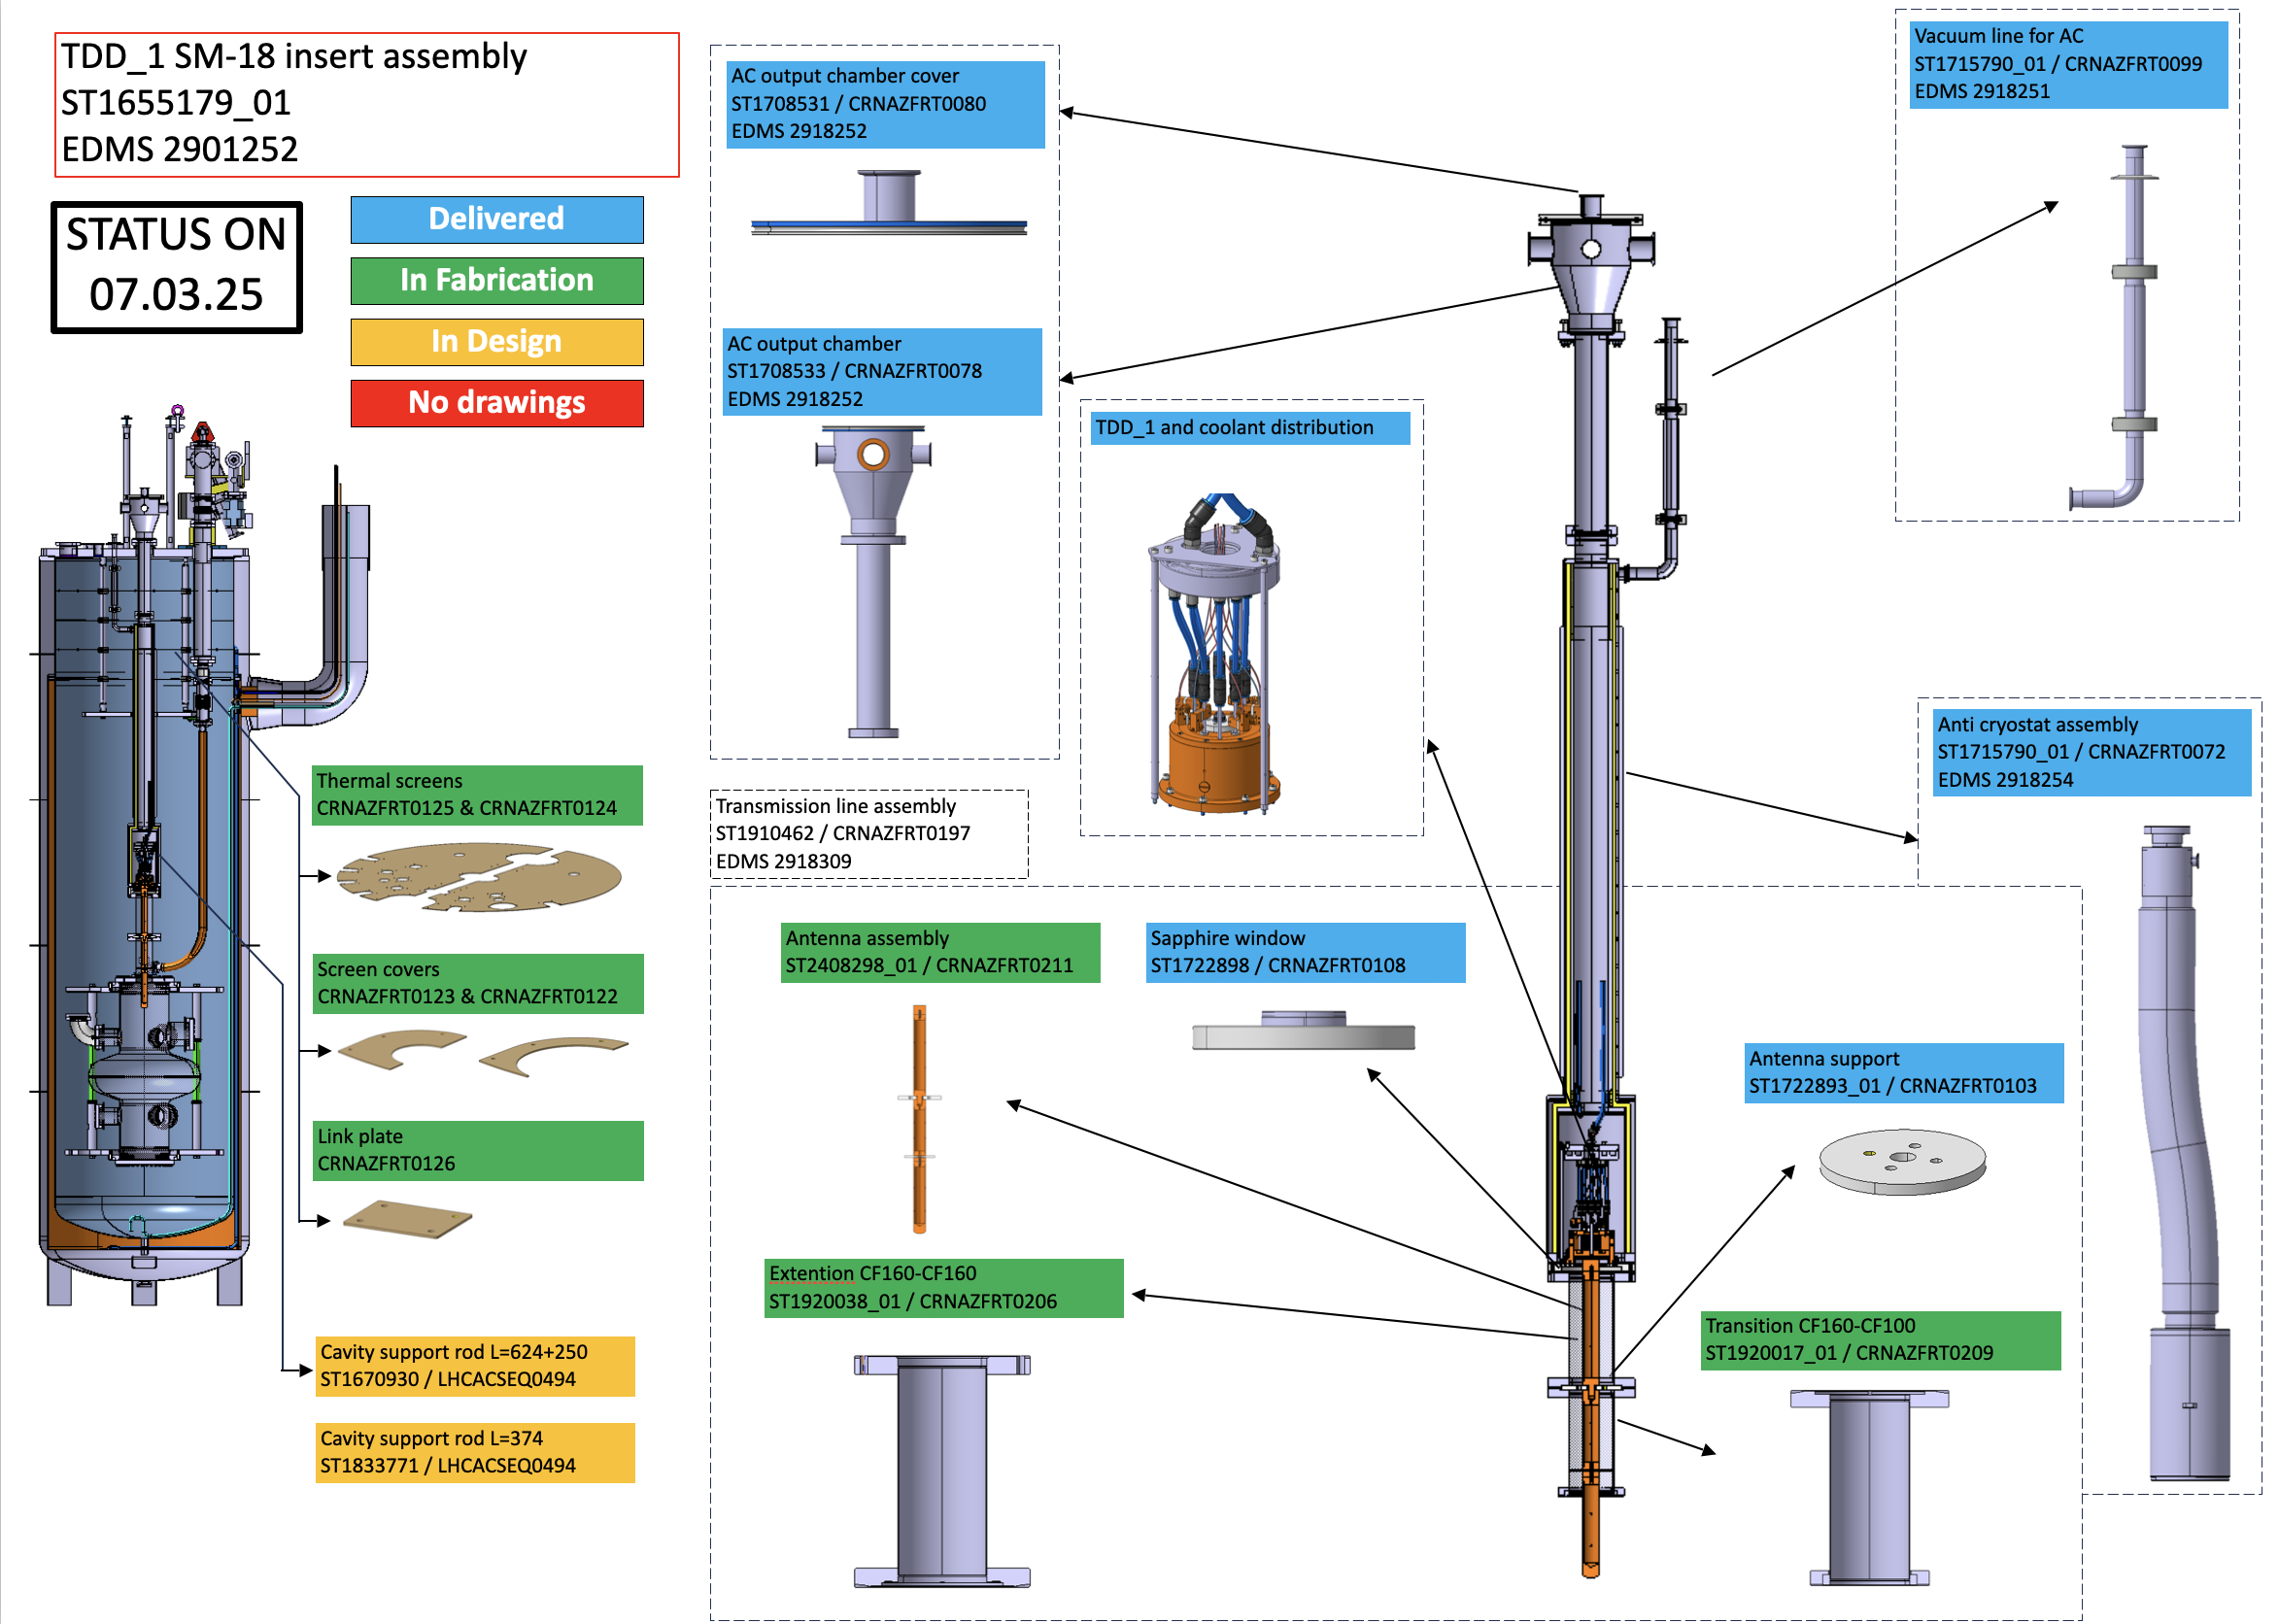 TDD_1 SM-18 insert assembly
ST1655179_01
EDMS 2901252
STATUS ON
07.03.25
Delivered
In Fabrication
In Design
No drawings
AC output chamber cover
ST1708531 / CRNAZFRT0080
EDMS 2918252
AC output chamber
ST1708533 / CRNAZFRT0078
EDMS 2918252
TDD_1 and coolant distribution
Vacuum line for AC
ST1715790_01 / CRNAZFRT0099
EDMS 2918251
Anti cryostat assembly
ST1715790_01 / CRNAZFRT0072
EDMS 2918254
Thermal screens
CRNAZFRT0125 & CRNAZFRT0124
Screen covers
CRNAZFRT0123 & CRNAZFRT0122
Link plate
CRNAZFRT0126
Cavity support rod L=624+250
ST1670930 / LHCACSEQ0494
Cavity support rod L=374
ST1833771 / LHCACSEQ0494
Transmission line assembly
ST1910462 / CRNAZFRT0197
EDMS 2918309
Antenna assembly
ST2408298_01 / CRNAZFRT0211
Sapphire window
ST1722898 / CRNAZFRT0108
Antenna support
ST1722893_01 / CRNAZFRT0103
Extention CF160-CF160
ST1920038_01 / CRNAZFRT0206
Transition CF160-CF100
ST1920017_01 / CRNAZFRT0209